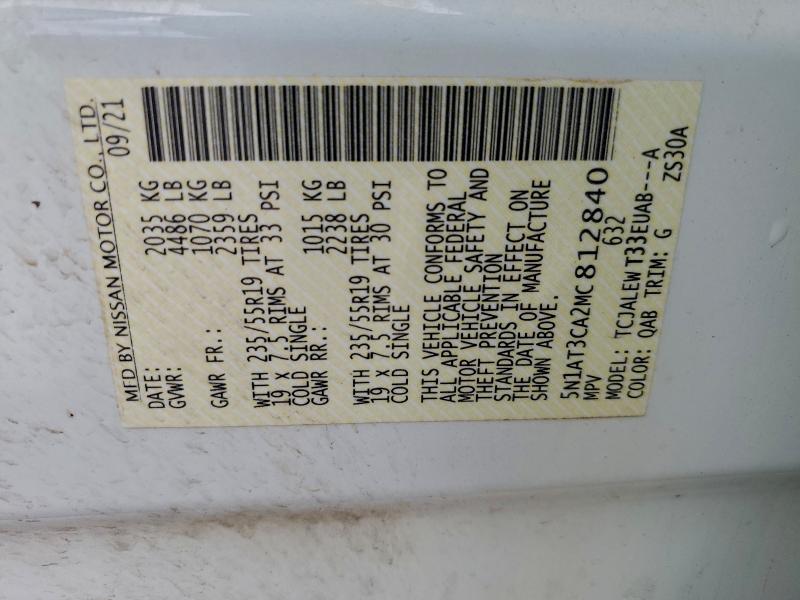 MFD BY NISSAN MOTOR CO., LTD.
DATE: 09/21
GVWR: 2035 KG
4486 LB
GAWR FR.: 1070 KG
2359 LB
WITH 235/55R19 TIRES
19 X 7.5 RIMS AT 33 PSI
COLD SINGLE
GAWR RR.: 1015 KG
2238 LB
WITH 235/55R19 TIRES
19 X 7.5 RIMS AT 30 PSI
COLD SINGLE
THIS VEHICLE CONFORMS TO
ALL APPLICABLE FEDERAL
MOTOR VEHICLE SAFETY AND
THEFT PREVENTION
STANDARDS IN EFFECT ON
THE DATE OF MANUFACTURE
SHOWN ABOVE.
5N1AT3CA2MC812840
MPV 632
MODEL: TCJALEWT33EUAB---A
COLOR: QAB TRIM: G ZS30A